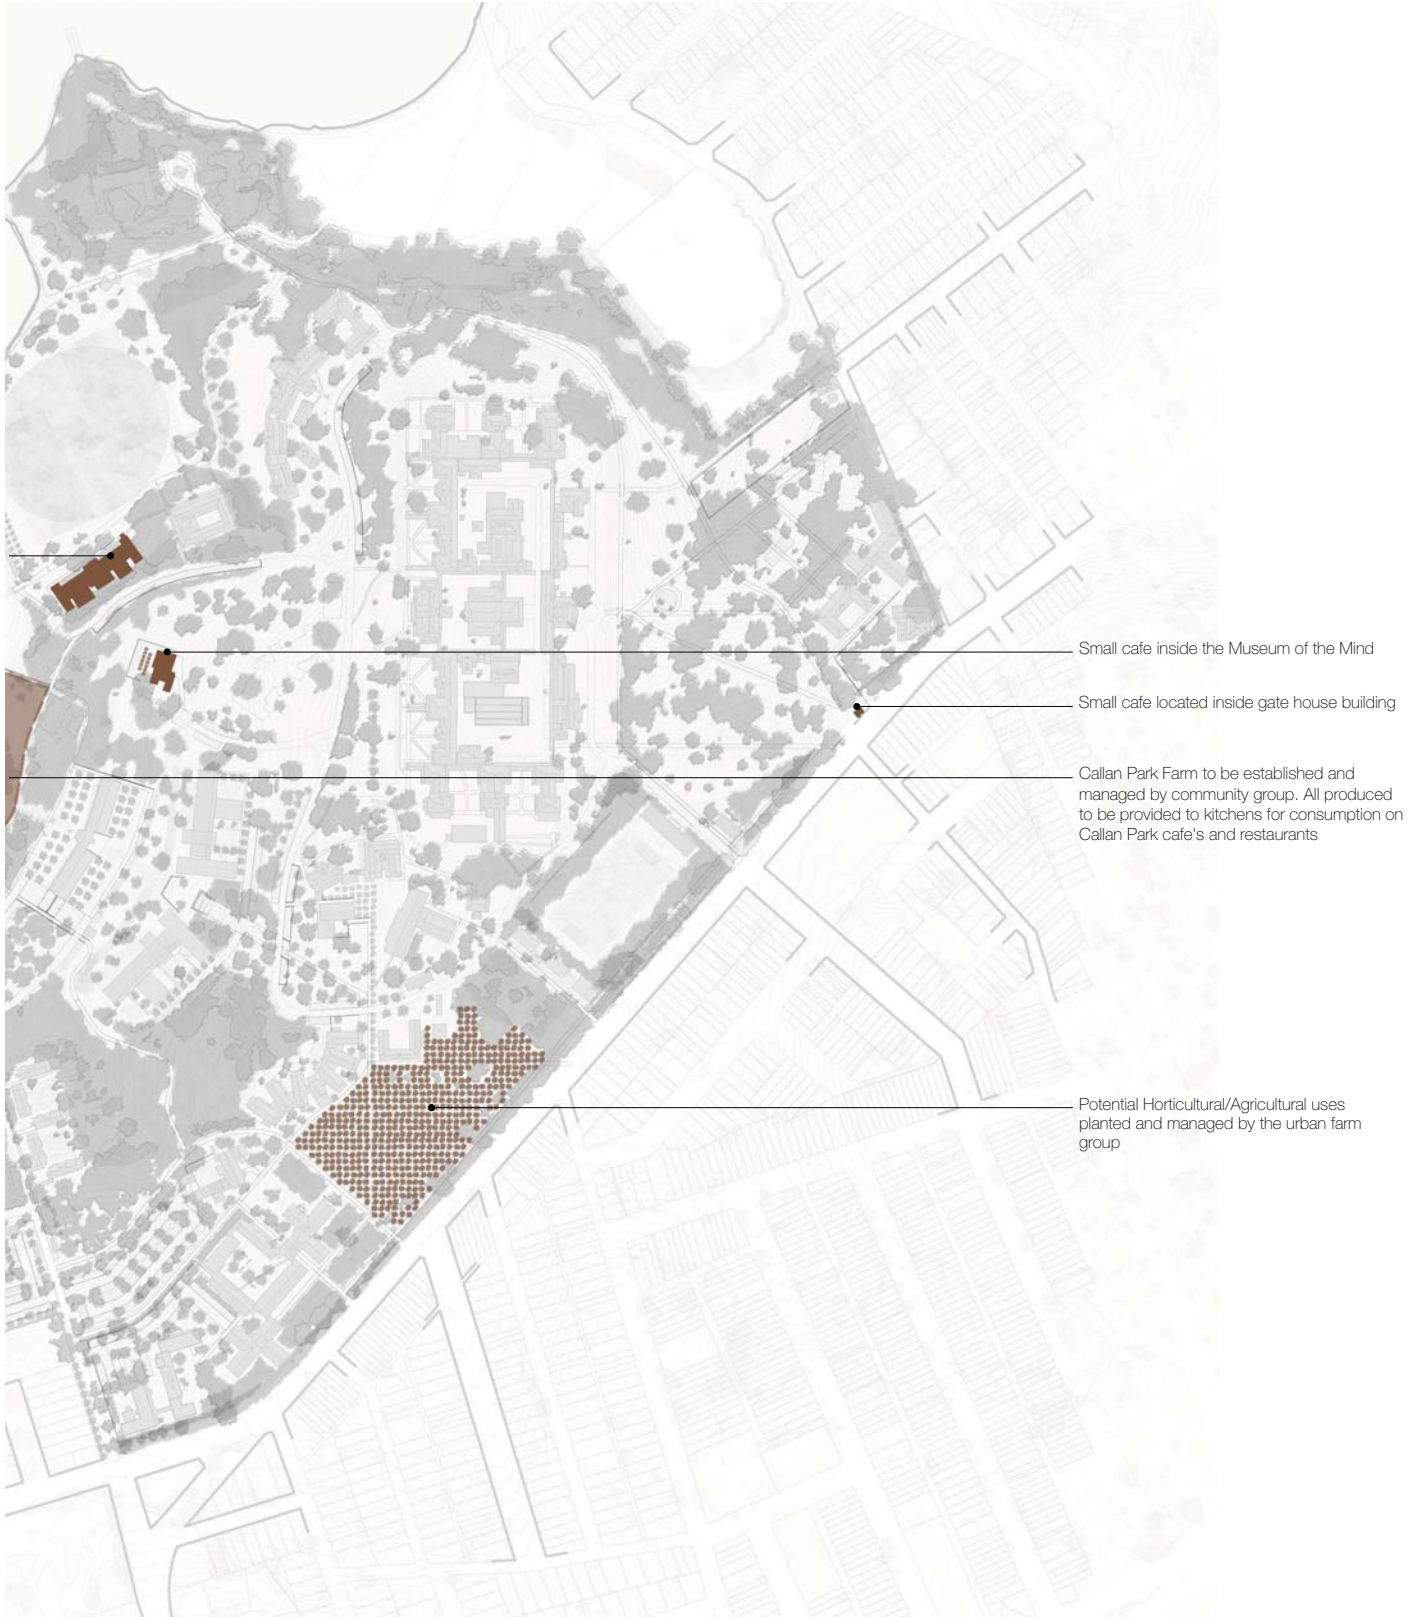 Small cafe inside the Museum of the Mind
Small cafe located inside gate house building
Callan Park Farm to be established and
managed by community group. All produced
to be provided to kitchens for consumption on
Callan Park cafe's and restaurants
Potential Horticultural/Agricultural uses
planted and managed by the urban farm
group